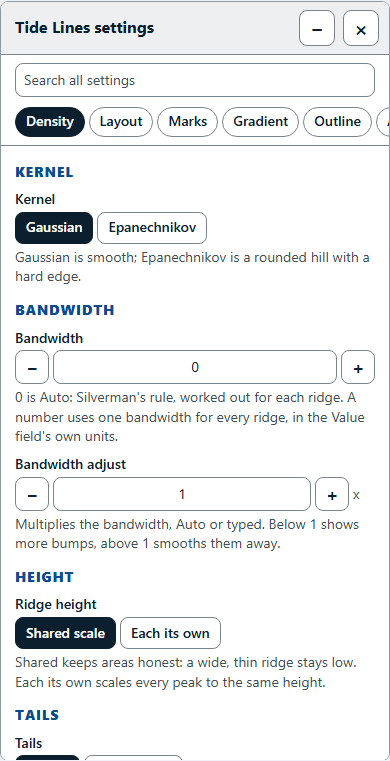 Tide Lines settings
− ×
Search all settings
Density Layout Marks Gradient Outline
KERNEL
Kernel
Gaussian Epanechnikov
Gaussian is smooth; Epanechnikov is a rounded hill with a
hard edge.
BANDWIDTH
Bandwidth
− 0 +
0 is Auto: Silverman's rule, worked out for each ridge. A
number uses one bandwidth for every ridge, in the Value
field's own units.
Bandwidth adjust
− 1 + x
Multiplies the bandwidth, Auto or typed. Below 1 shows
more bumps, above 1 smooths them away.
HEIGHT
Ridge height
Shared scale Each its own
Shared keeps areas honest: a wide, thin ridge stays low.
Each its own scales every peak to the same height.
TAILS
Tails